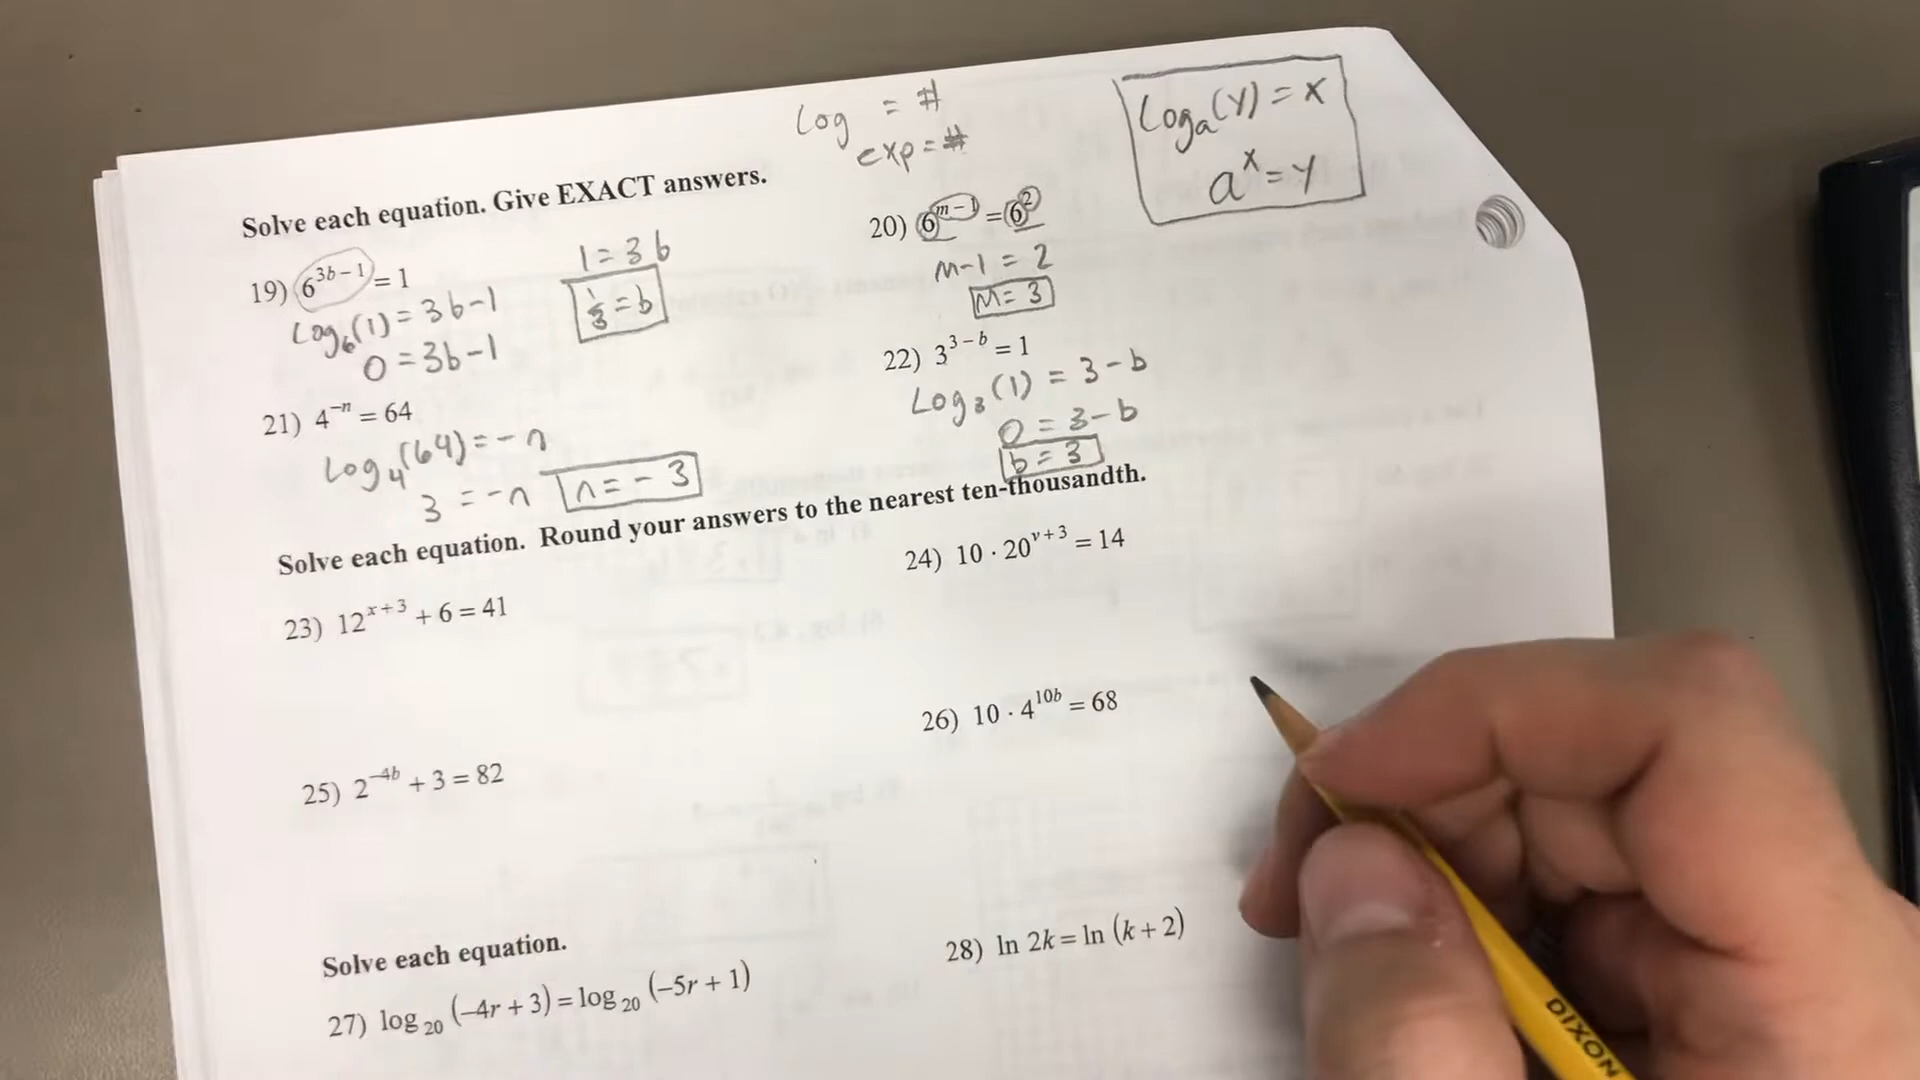 log = #
exp = #
Log_a(y) = x
a^x = y
Solve each equation. Give EXACT answers.
19) 6^(3b – 1) = 1
Log_6(1) = 3b – 1
0 = 3b – 1
1 = 3b
1/3 = b
20) 6^(m – 1) = 6^2
m – 1 = 2
m = 3
21) 4^(–n) = 64
Log_4(64) = – n
3 = – n
n = – 3
22) 3^(3 – b) = 1
Log_3(1) = 3 – b
0 = 3 – b
b = 3
Solve each equation. Round your answers to the nearest ten-thousandth.
23) 12^(x + 3) + 6 = 41
24) 10 · 20^(v + 3) = 14
25) 2^(–4b) + 3 = 82
26) 10 · 4^(10b) = 68
Solve each equation.
27) log_20 (–4r + 3) = log_20 (–5r + 1)
28) ln 2k = ln (k + 2)
DIXON